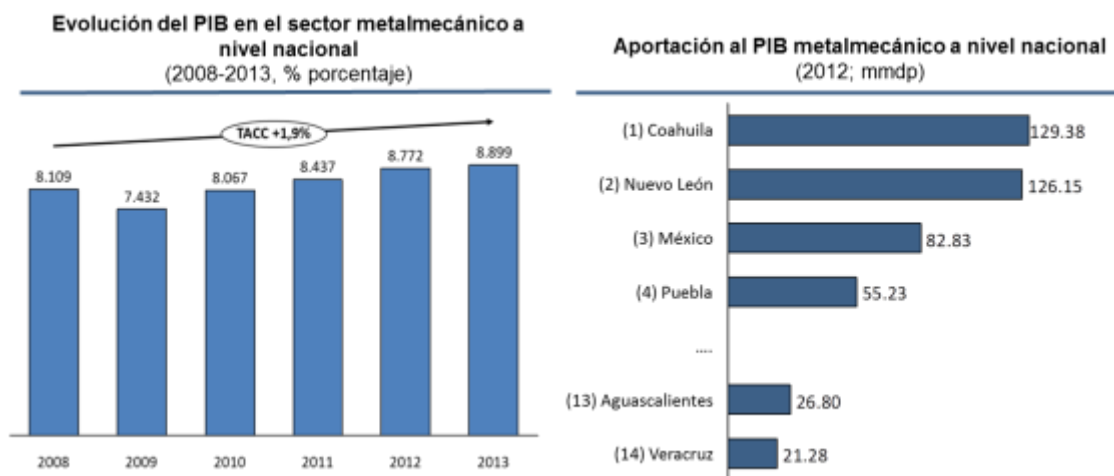 Evolución del PIB en el sector metalmecánico a
nivel nacional
(2008-2013, % porcentaje)
TACC +1,9%
8.109
7.432
8.067
8.437
8.772
8.899
2008
2009
2010
2011
2012
2013
Aportación al PIB metalmecánico a nivel nacional
(2012; mmdp)
(1) Coahuila 129.38
(2) Nuevo León 126.15
(3) México 82.83
(4) Puebla 55.23
....
(13) Aguascalientes 26.80
(14) Veracruz 21.28